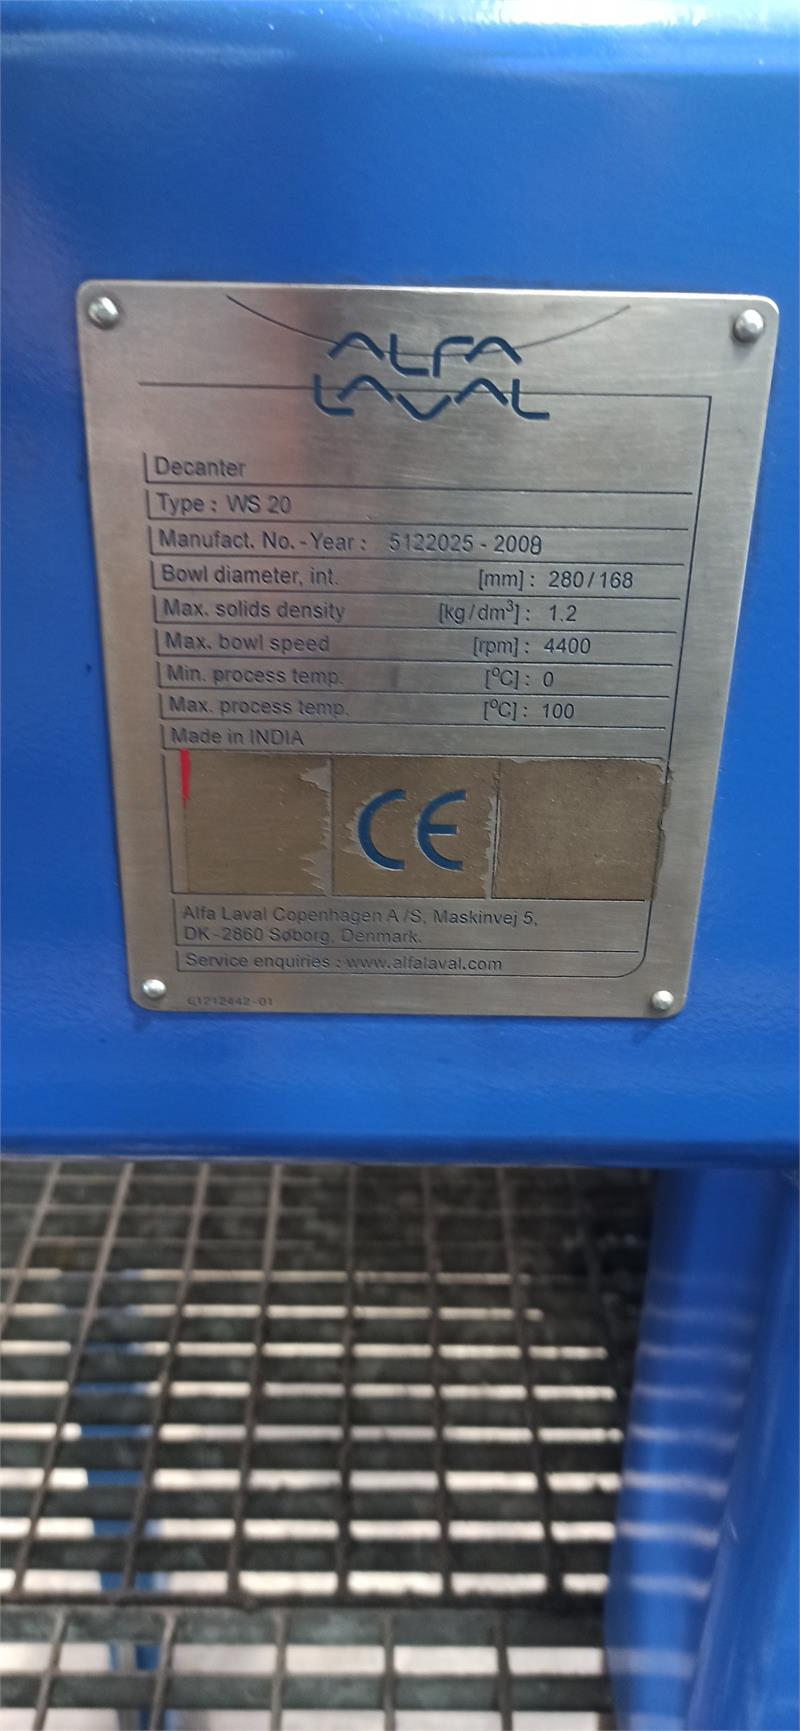 ALFA
LAVAL
Decanter
Type : WS 20
Manufact. No. - Year : 5122025 - 2008
Bowl diameter, int. [mm] : 280/168
Max. solids density [kg/dm³] : 1.2
Max. bowl speed [rpm] : 4400
Min. process temp. [°C] : 0
Max. process temp. [°C] : 100
Made in INDIA
CE
Alfa Laval Copenhagen A/S, Maskinvej 5,
DK-2860 Søborg, Denmark.
Service enquiries : www.alfalaval.com
61212442-01